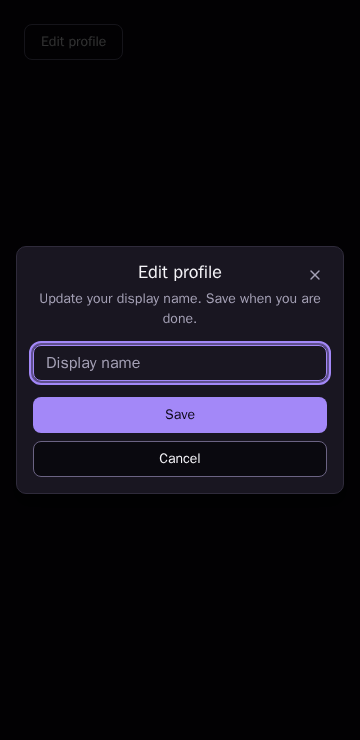 Edit profile
Edit profile
Update your display name. Save when you are
done.
Display name
Save
Cancel